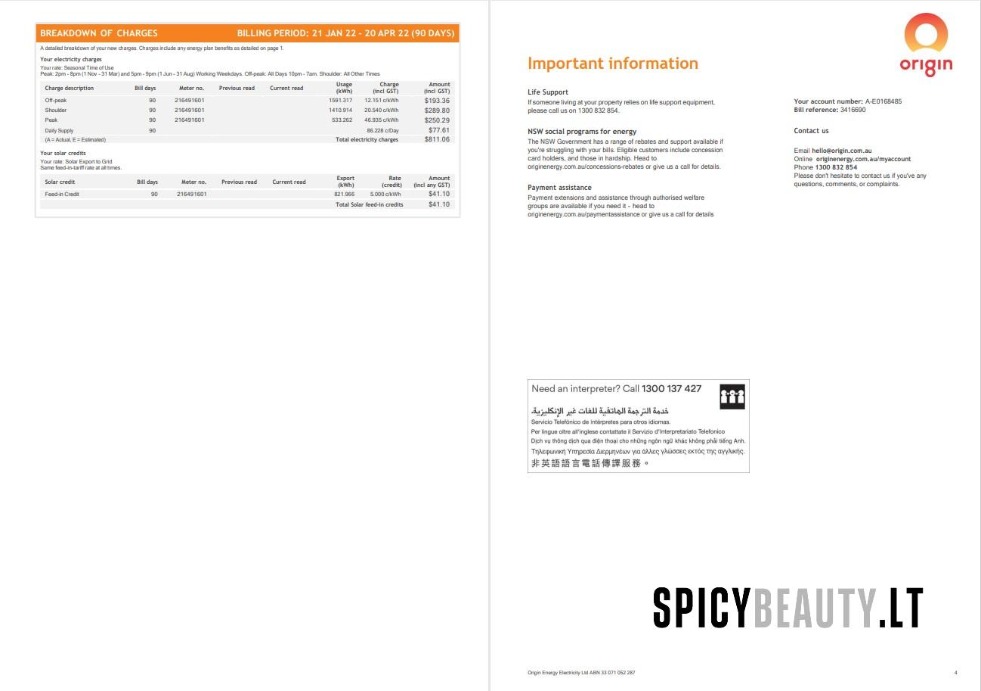 BREAKDOWN OF CHARGES BILLING PERIOD: 21 JAN 22 - 20 APR 22 (90 DAYS)
A detailed breakdown of your new charges. Charges include any energy plan benefits as detailed on page 1.
Your electricity charges
Your rate: Seasonal Time of Use
Peak: 2pm - 8pm (1 Nov - 31 Mar) and 5pm - 9pm (1 Jun - 31 Aug) Working Weekdays. Off-peak: All Days 10pm - 7am. Shoulder: All Other Times
Charge description Bill days Meter no. Previous read Current read Usage (kWh) Charge (incl GST) Amount (incl GST)
Off-peak 90 216491601 1591.317 12.151 c/kWh $193.36
Shoulder 90 216491601 1410.914 20.540 c/kWh $289.80
Peak 90 216491601 533.262 46.935 c/kWh $250.29
Daily Supply 90 86.228 c/Day $77.61
(A = Actual, E = Estimated) Total electricity charges $811.06
Your solar credits
Your rate: Solar Export to Grid
Same feed-in-tariff rate at all times.
Solar credit Bill days Meter no. Previous read Current read Export (kWh) Rate (credit) Amount (incl any GST)
Feed-in Credit 90 216491601 821.966 5.000 c/kWh $41.10
Total Solar feed-in credits $41.10
origin
Important information
Life Support
If someone living at your property relies on life support equipment,
please call us on 1300 832 854.
NSW social programs for energy
The NSW Government has a range of rebates and support available if
you're struggling with your bills. Eligible customers include concession
card holders, and those in hardship. Head to
originenergy.com.au/concessions-rebates or give us a call for details.
Payment assistance
Payment extensions and assistance through authorised welfare
groups are available if you need it - head to
originenergy.com.au/paymentassistance or give us a call for details
Your account number: A-E0168485
Bill reference: 3416690
Contact us
Email hello@origin.com.au
Online originenergy.com.au/myaccount
Phone 1300 832 854
Please don't hesitate to contact us if you've any
questions, comments, or complaints.
Need an interpreter? Call 1300 137 427
خدمة الترجمة الهاتفية للغات غير الإنكليزية.
Servicio Telefónico de Intérpretes para otros idiomas.
Per lingue oltre all'inglese contattate il Servizio d'Interpretariato Telefonico
Dịch vụ thông dịch qua điện thoại cho những ngôn ngữ khác không phải tiếng Anh.
Τηλεφωνική Υπηρεσία Διερμηνέων για άλλες γλώσσες εκτός της αγγλικής.
非英語語言電話傳譯服務。
SPICYBEAUTY.LT
Origin Energy Electricity Ltd ABN 33 071 052 287 4